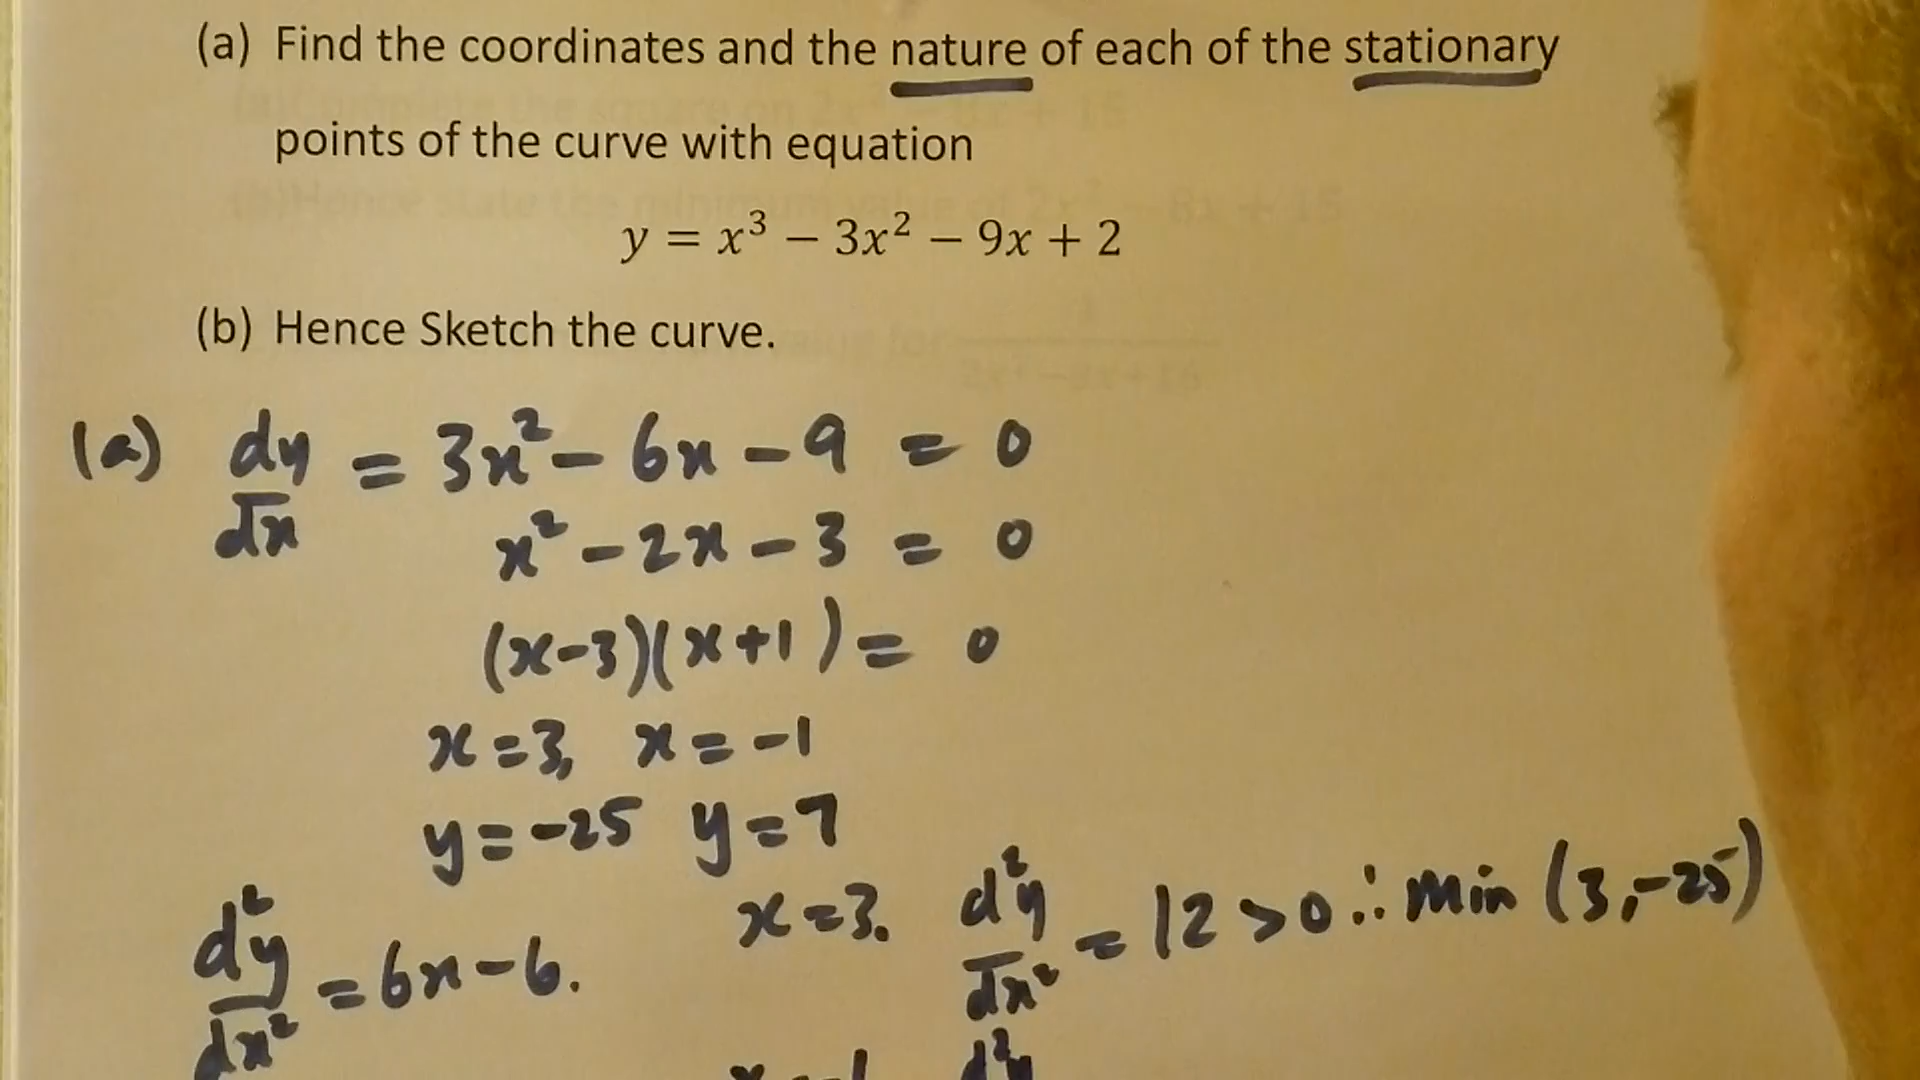 (a) Find the coordinates and the nature of each of the stationary
points of the curve with equation
y = x³ − 3x² − 9x + 2
(b) Hence Sketch the curve.
(a) dy/dx = 3x² − 6x − 9 = 0
x² − 2x − 3 = 0
(x−3)(x+1) = 0
x = 3, x = −1
y = −25 y = 7
d²y/dx² = 6x − 6.
x = 3. d²y/dx² = 12 > 0 ∴ min (3, −25)